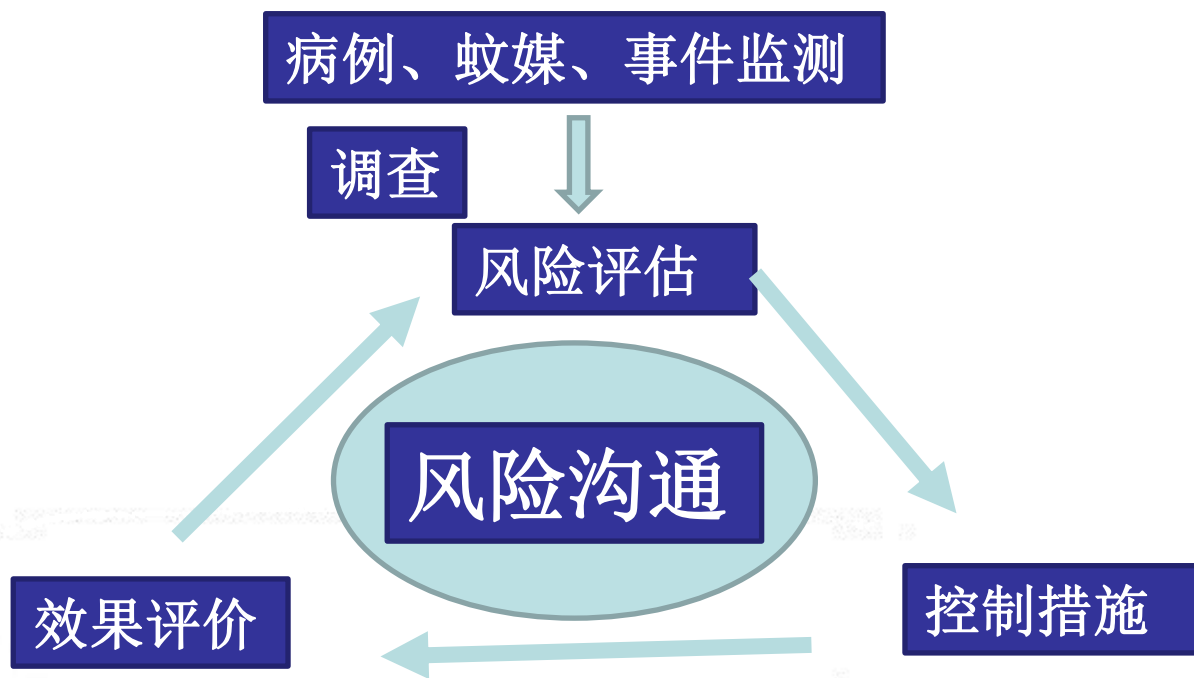 病例、蚊媒、事件监测
调查
风险评估
风险沟通
效果评价
控制措施